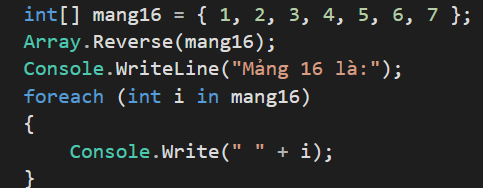 int[] mang16 = { 1, 2, 3, 4, 5, 6, 7 };
Array.Reverse(mang16);
Console.WriteLine("Mảng 16 là:");
foreach (int i in mang16)
{
    Console.Write(" " + i);
}